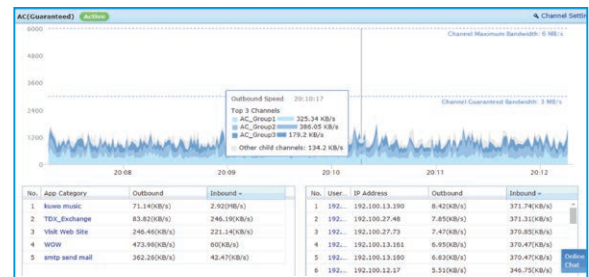 AC(Guaranteed) Active Channel Settin
6000
Channel Maximum Bandwidth: 6 MB/s
4800
3600
Outbound Speed 20:10:17
Top 3 Channels
AC_Group1 325.34 KB/s
AC_Group2 386.05 KB/s
AC_Group3 179.2 KB/s
Other child channels: 134.2 KB/s
Channel Guaranteed Bandwidth: 3 MB/s
2400
1200
0
20:08 20:09 20:10 20:11 20:12
No. App Category Outbound Inbound
1 kuwo music 71.14(KB/s) 2.92(MB/s)
2 TDX_Exchange 83.82(KB/s) 246.19(KB/s)
3 Visit Web Site 246.46(KB/s) 221.14(KB/s)
4 WOW 473.96(KB/s) 60(KB/s)
5 smtp send mail 362.26(KB/s) 42.47(KB/s)
No. User.. IP Address Outbound Inbound
1 192... 192.100.13.190 8.42(KB/s) 371.74(KB/s)
2 192... 192.100.27.48 7.85(KB/s) 371.31(KB/s)
3 192... 192.100.27.73 7.47(KB/s) 370.85(KB/s)
4 192... 192.100.13.161 6.95(KB/s) 370.47(KB/s)
5 192... 192.100.13.180 6.83(KB/s) 370.47(KB/s)
6 192... 192.100.12.17 5.51(KB/s) 346.75(KB/s)
Online
Chat